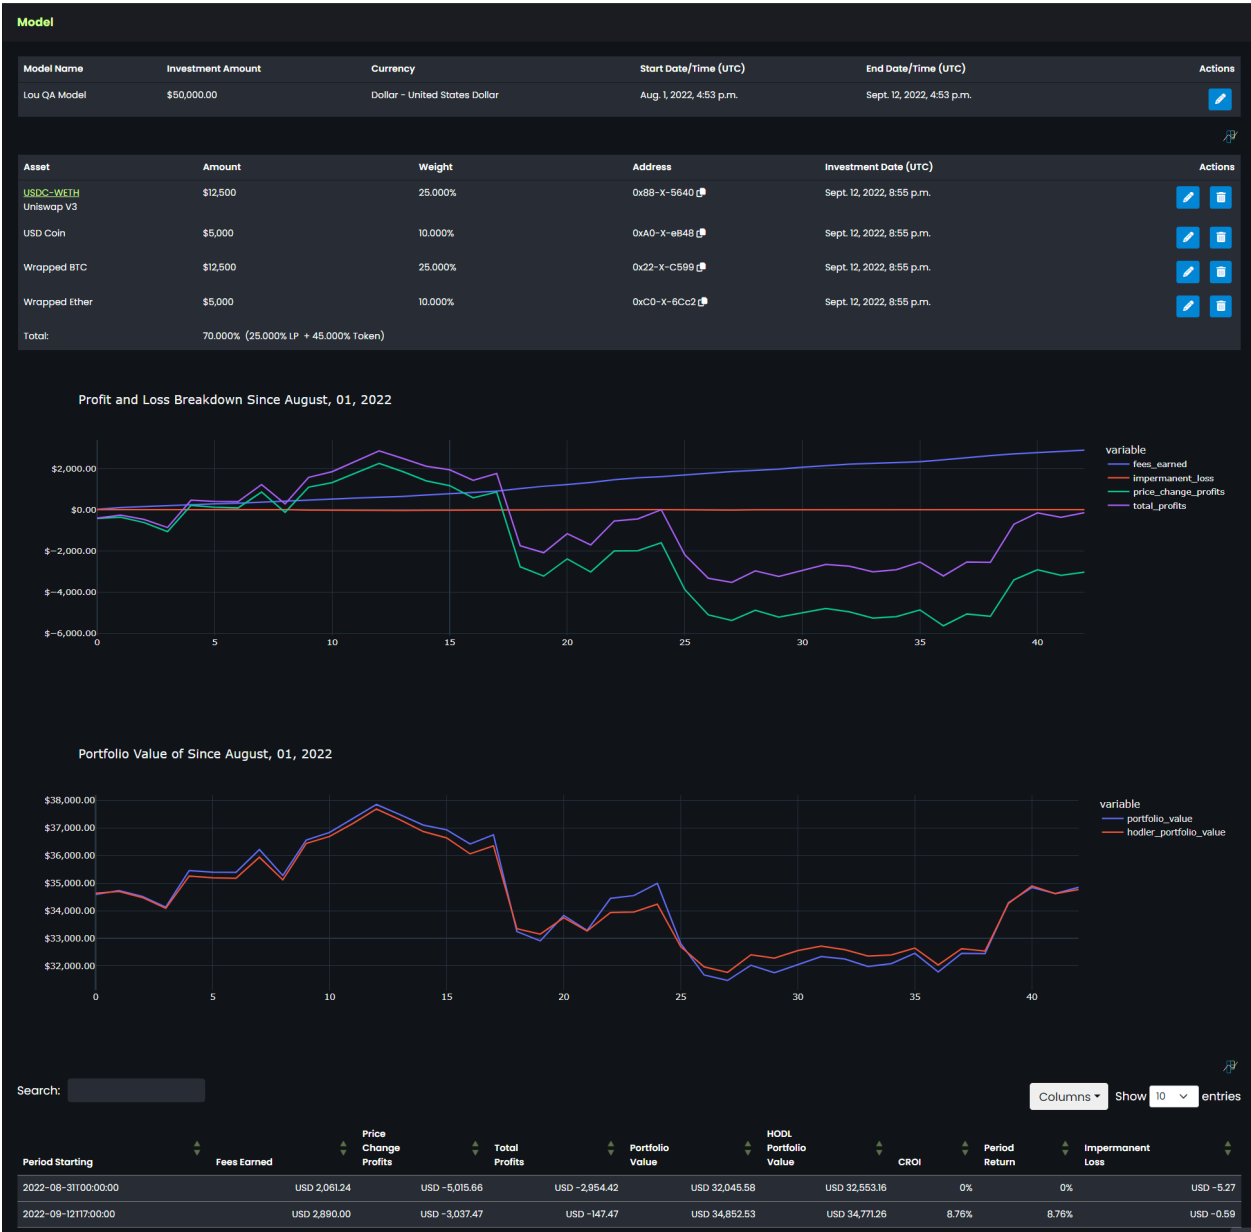 Model
Model Name Investment Amount Currency Start Date/Time (UTC) End Date/Time (UTC) Actions
Lou QA Model $50,000.00 Dollar - United States Dollar Aug. 1, 2022, 4:53 p.m. Sept. 12, 2022, 4:53 p.m.
Asset Amount Weight Address Investment Date (UTC) Actions
USDC-WETH $12,500 25.000% 0x88-X-5640 Sept. 12, 2022, 8:55 p.m.
Uniswap V3
USD Coin $5,000 10.000% 0xA0-X-eB48 Sept. 12, 2022, 8:55 p.m.
Wrapped BTC $12,500 25.000% 0x22-X-C599 Sept. 12, 2022, 8:55 p.m.
Wrapped Ether $5,000 10.000% 0xC0-X-6Cc2 Sept. 12, 2022, 8:55 p.m.
Total: 70.000% (25.000% LP + 45.000% Token)
Profit and Loss Breakdown Since August, 01, 2022
variable
fees_earned
impermanent_loss
price_change_profits
total_profits
$2,000.00
$0.00
$−2,000.00
$−4,000.00
$−6,000.00
0 5 10 15 20 25 30 35 40
Portfolio Value of Since August, 01, 2022
variable
portfolio_value
hodler_portfolio_value
$38,000.00
$37,000.00
$36,000.00
$35,000.00
$34,000.00
$33,000.00
$32,000.00
0 5 10 15 20 25 30 35 40
Search: Columns Show 10 entries
Period Starting Fees Earned Price Change Profits Total Profits Portfolio Value HODL Portfolio Value CROI Period Return Impermanent Loss
2022-08-31T00:00:00 USD 2,061.24 USD -5,015.66 USD -2,954.42 USD 32,045.58 USD 32,553.16 0% 0% USD -5.27
2022-09-12T17:00:00 USD 2,890.00 USD -3,037.47 USD -147.47 USD 34,852.53 USD 34,771.26 8.76% 8.76% USD -0.59